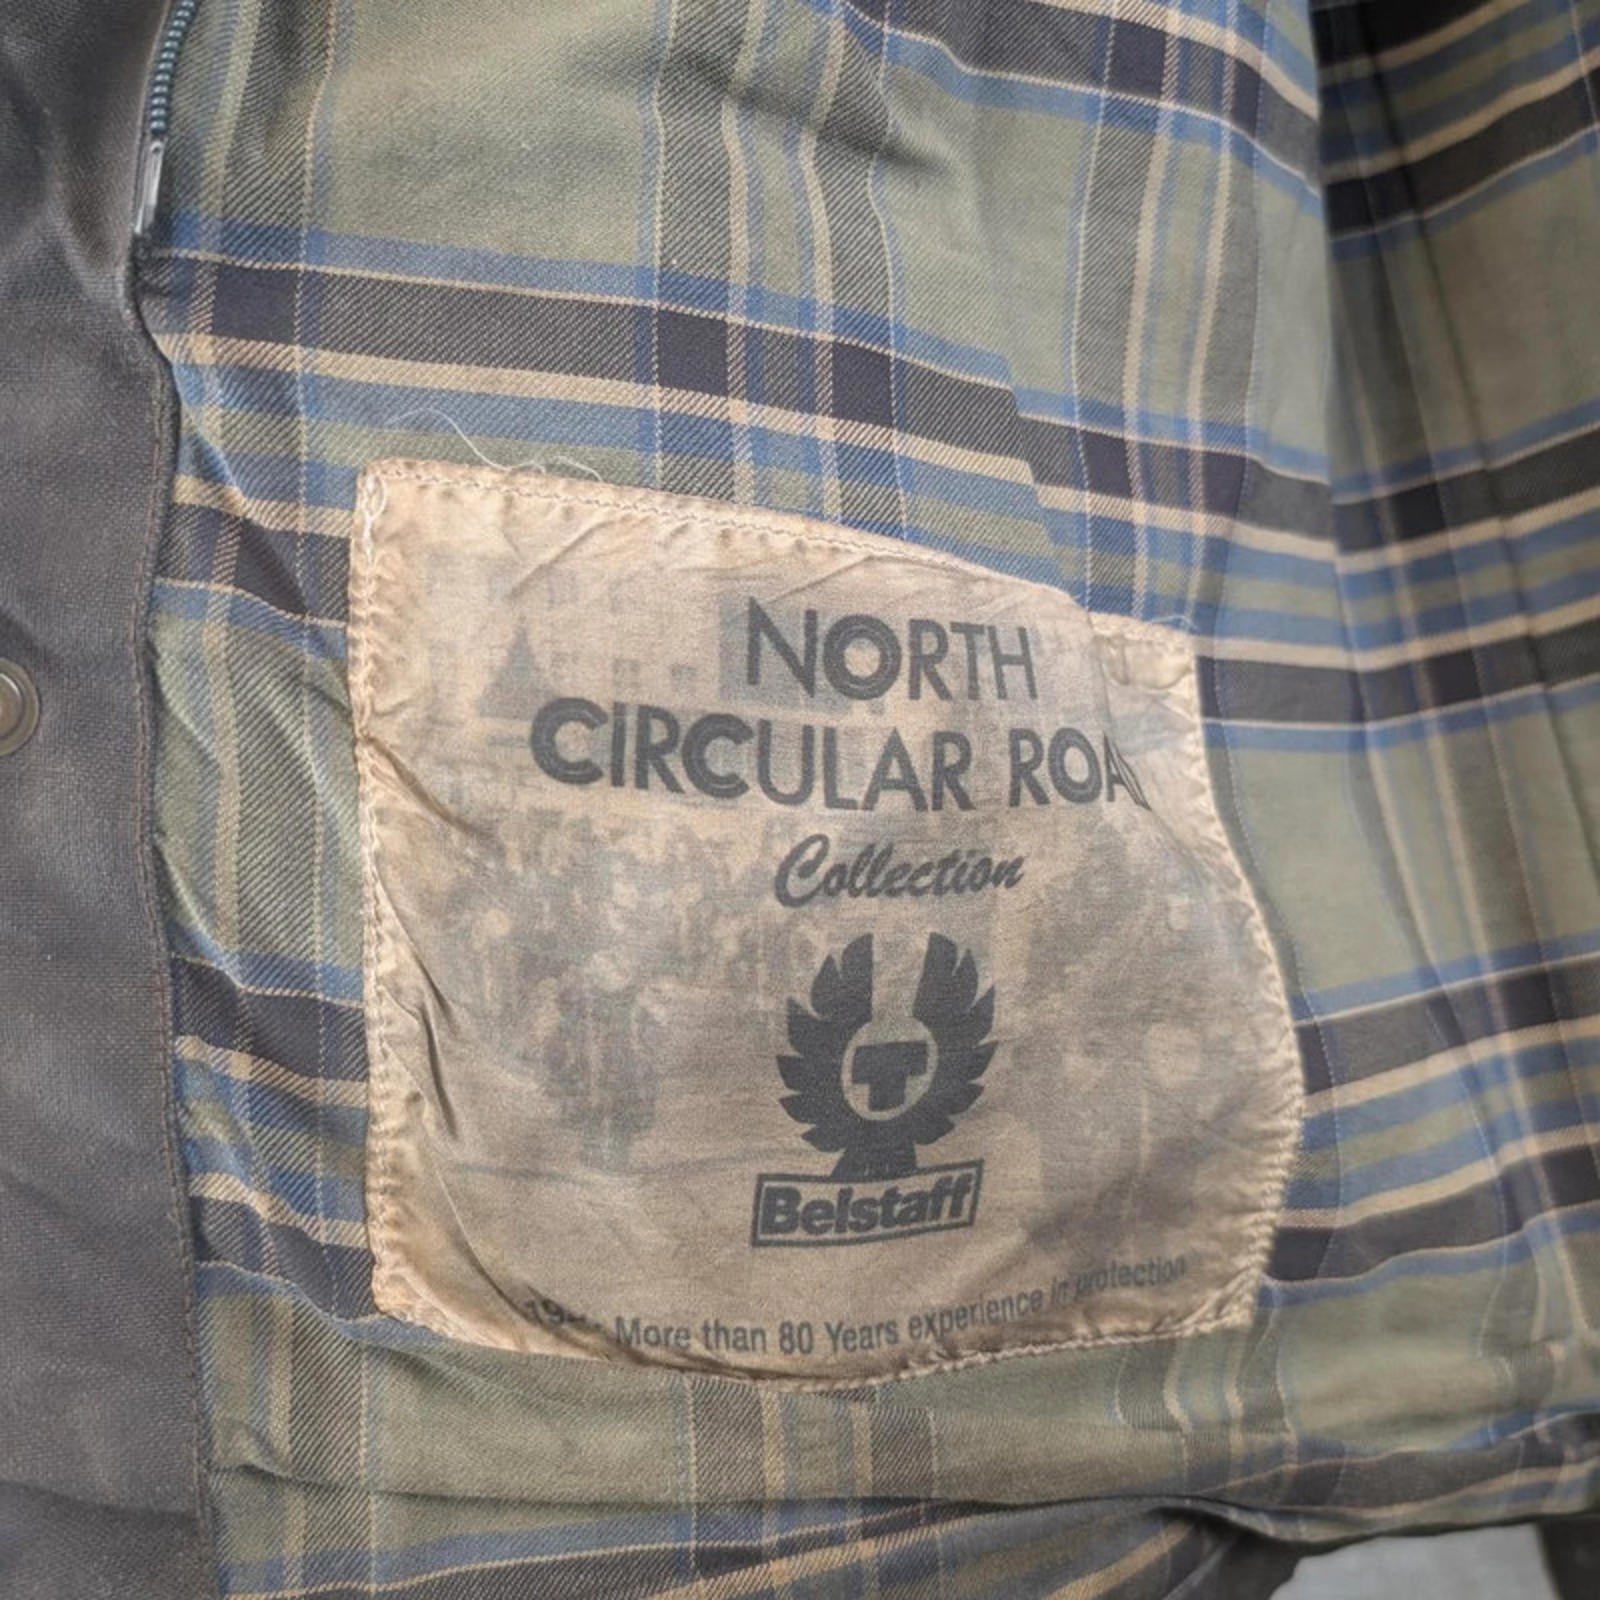 NORTH
CIRCULAR ROA
Collection
T
Belstaff
More than 80 Years experience in protection